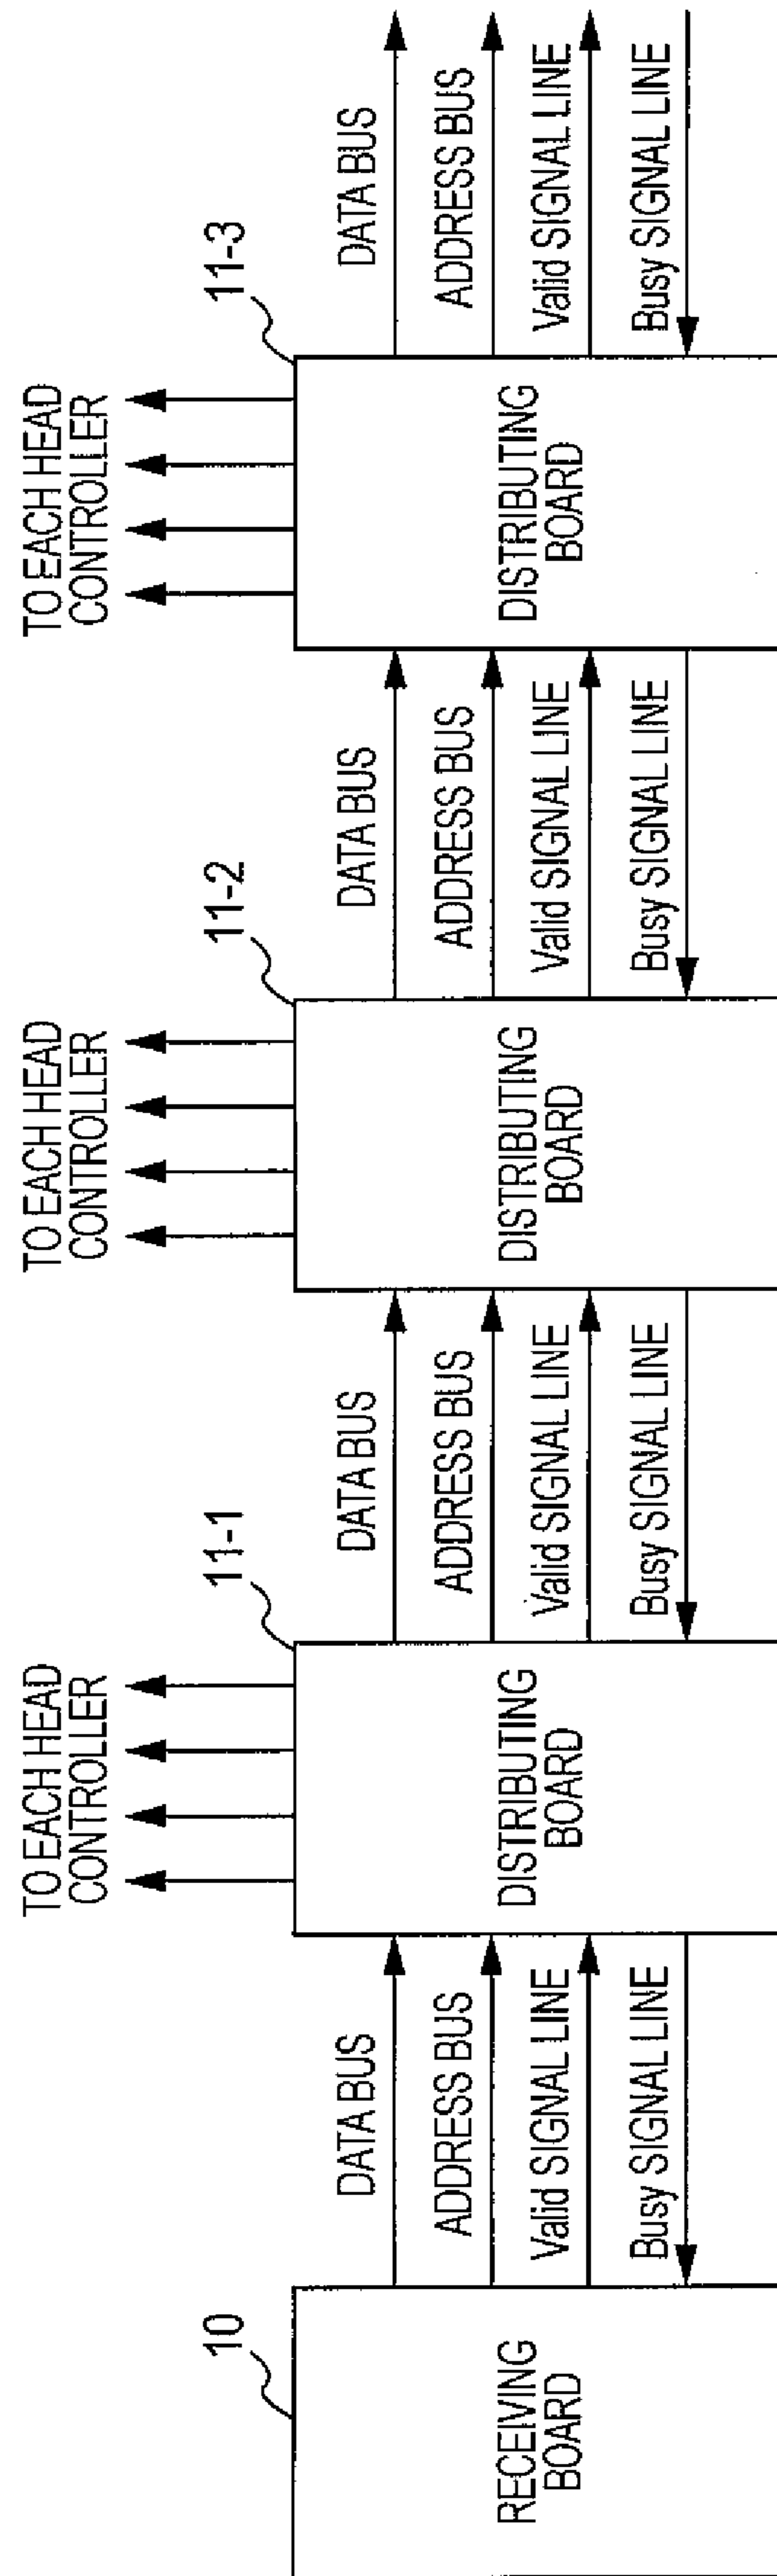 10
RECEIVING
BOARD
DATA BUS
ADDRESS BUS
Valid SIGNAL LINE
Busy SIGNAL LINE
TO EACH HEAD
CONTROLLER
11-1
DISTRIBUTING
BOARD
DATA BUS
ADDRESS BUS
Valid SIGNAL LINE
Busy SIGNAL LINE
TO EACH HEAD
CONTROLLER
11-2
DISTRIBUTING
BOARD
DATA BUS
ADDRESS BUS
Valid SIGNAL LINE
Busy SIGNAL LINE
TO EACH HEAD
CONTROLLER
11-3
DISTRIBUTING
BOARD
DATA BUS
ADDRESS BUS
Valid SIGNAL LINE
Busy SIGNAL LINE